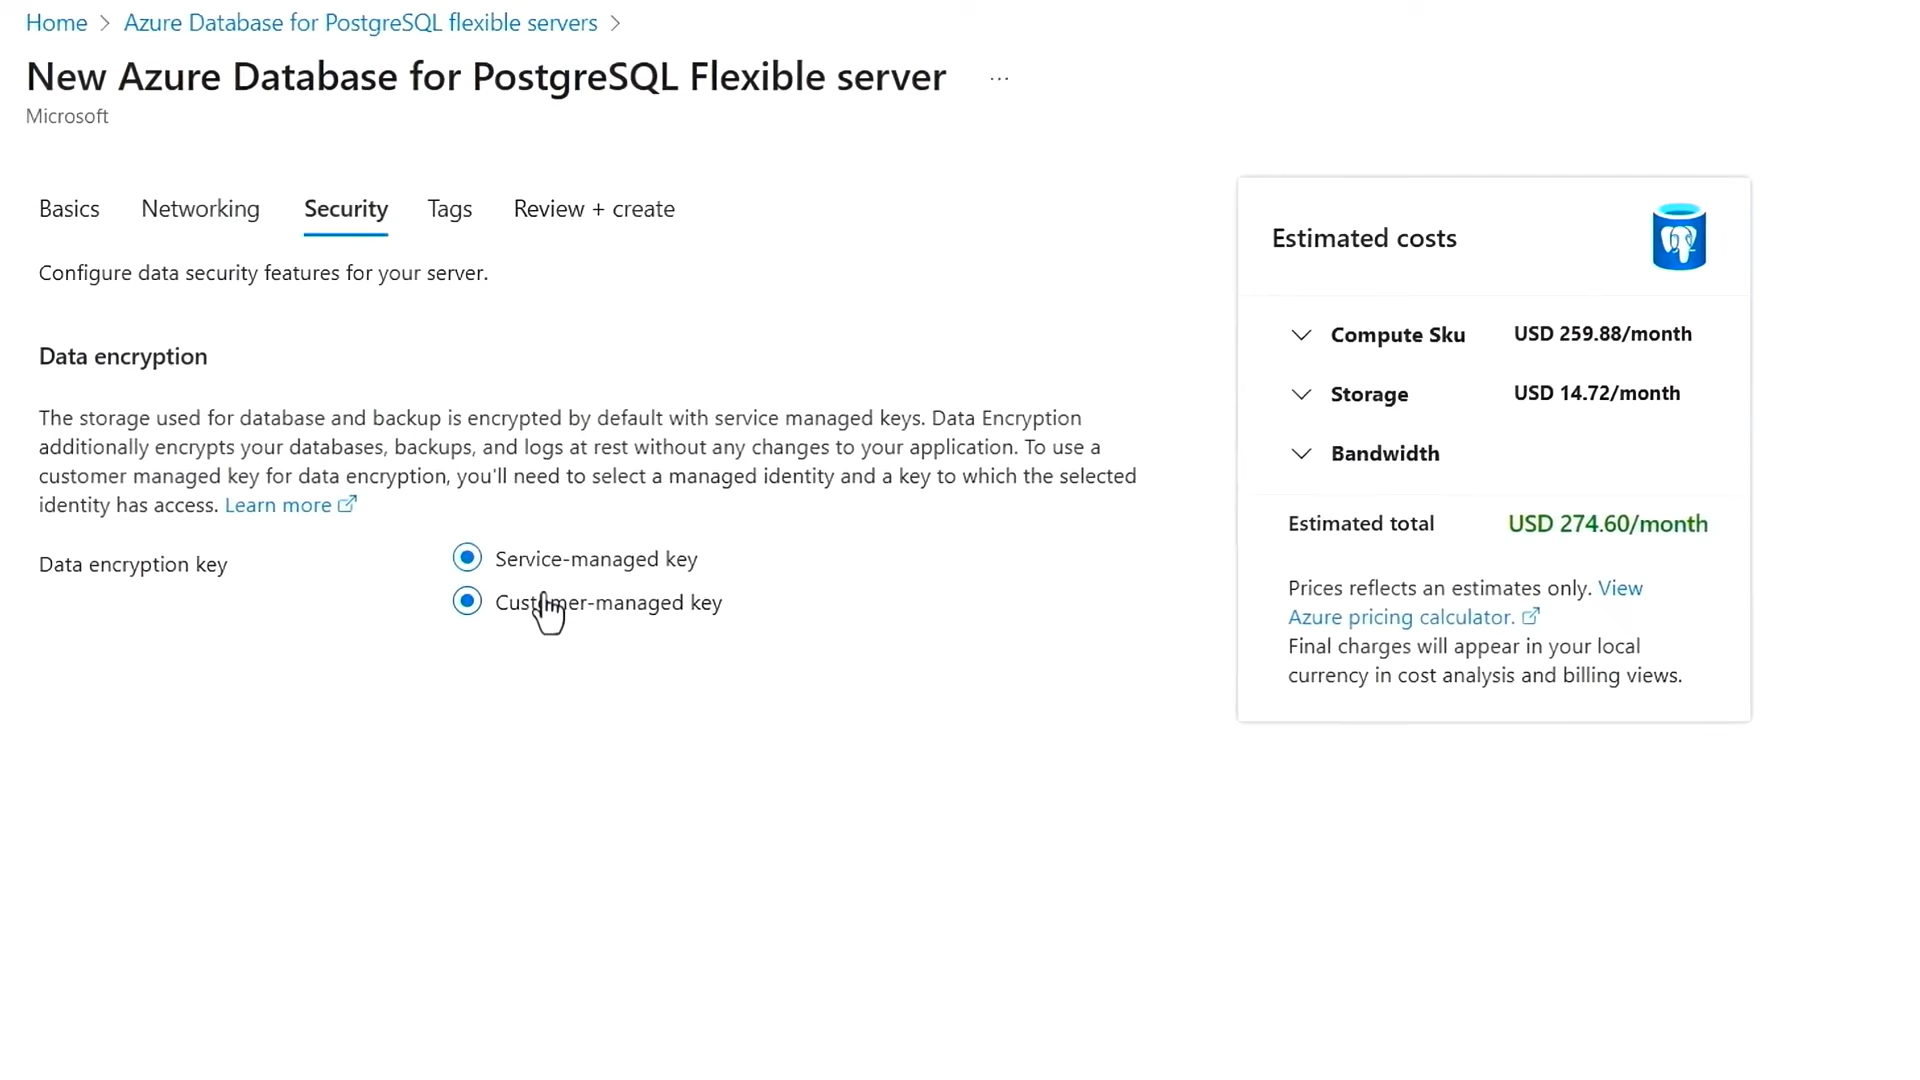 Home > Azure Database for PostgreSQL flexible servers >
New Azure Database for PostgreSQL Flexible server ...
Microsoft
Basics Networking Security Tags Review + create
Configure data security features for your server.
Data encryption
The storage used for database and backup is encrypted by default with service managed keys. Data Encryption
additionally encrypts your databases, backups, and logs at rest without any changes to your application. To use a
customer managed key for data encryption, you'll need to select a managed identity and a key to which the selected
identity has access. Learn more
Data encryption key
Service-managed key
Customer-managed key
Estimated costs
Compute Sku USD 259.88/month
Storage USD 14.72/month
Bandwidth
Estimated total USD 274.60/month
Prices reflects an estimates only. View
Azure pricing calculator.
Final charges will appear in your local
currency in cost analysis and billing views.